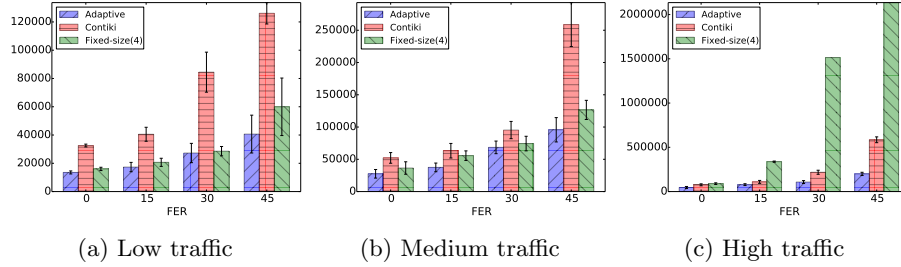 120000
100000
80000
60000
40000
20000
0
Adaptive
Contiki
Fixed-size(4)
0 15 30 45
FER
(a) Low traffic
250000
200000
150000
100000
50000
0
Adaptive
Contiki
Fixed-size(4)
0 15 30 45
FER
(b) Medium traffic
2000000
1500000
1000000
500000
0
Adaptive
Contiki
Fixed-size(4)
0 15 30 45
FER
(c) High traffic